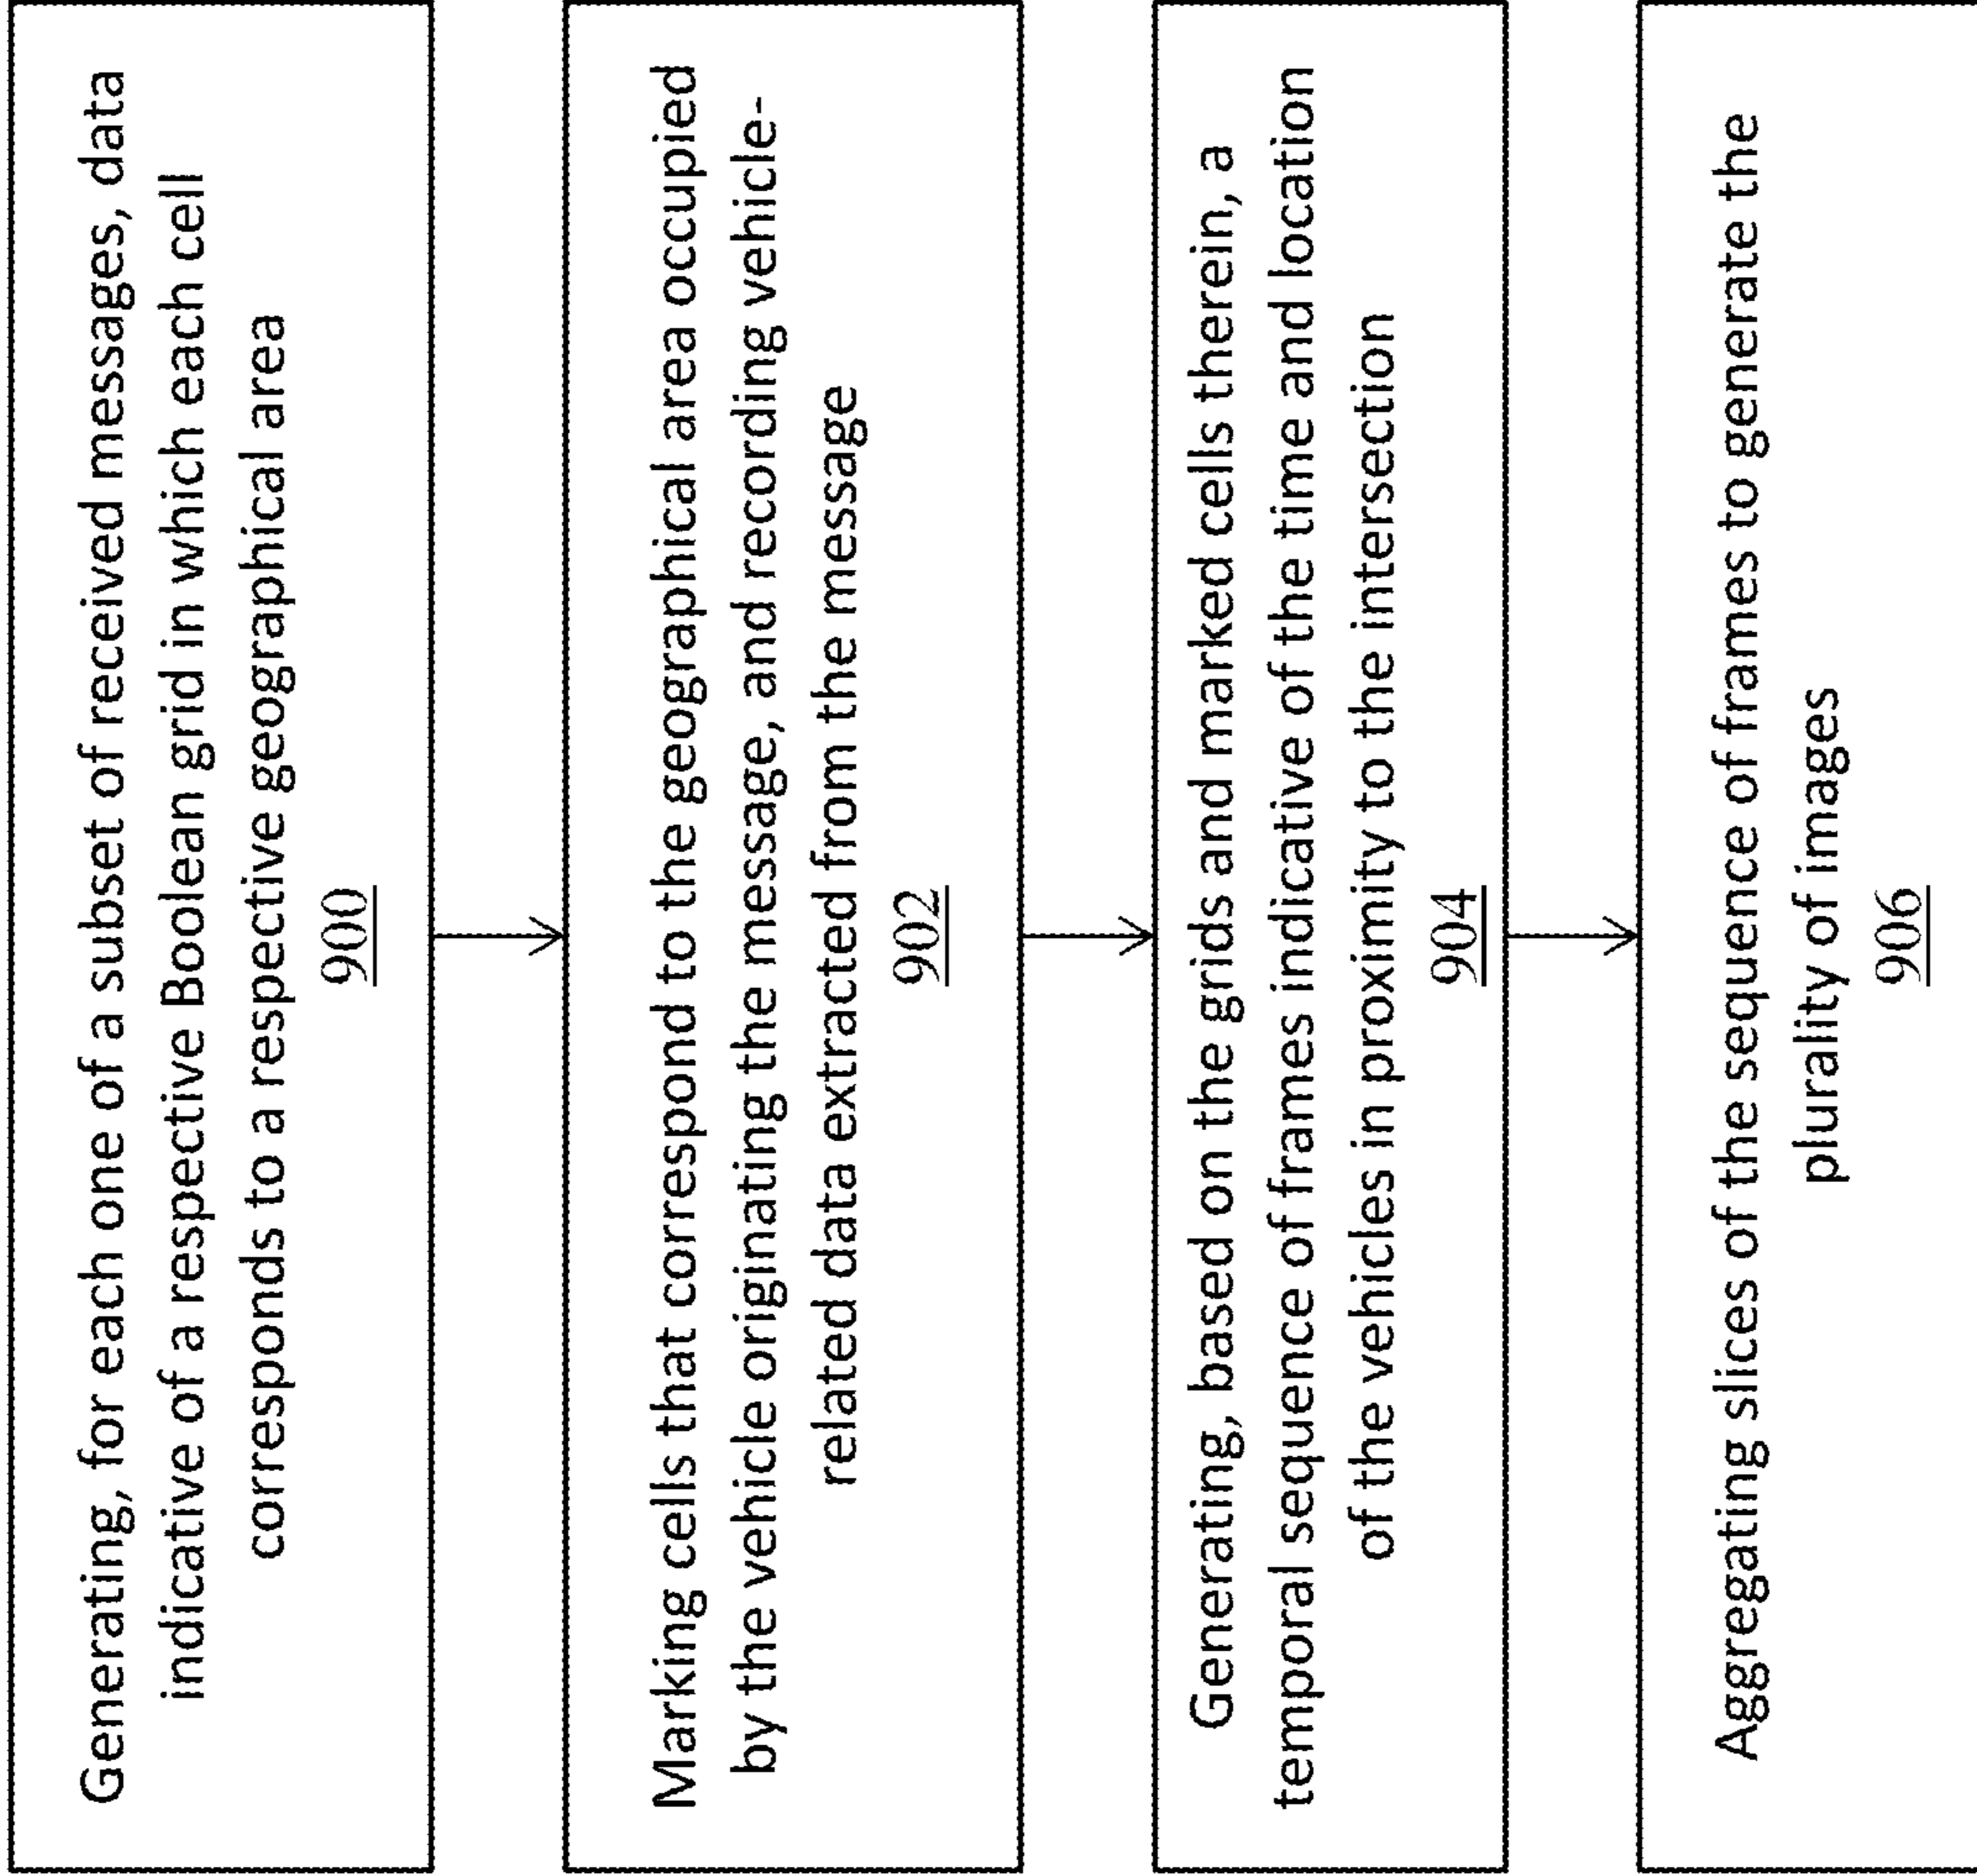 Generating, for each one of a subset of received messages, data
indicative of a respective Boolean grid in which each cell
corresponds to a respective geographical area
900
Marking cells that correspond to the geographical area occupied
by the vehicle originating the message, and recording vehicle-
related data extracted from the message
902
Generating, based on the grids and marked cells therein, a
temporal sequence of frames indicative of the time and location
of the vehicles in proximity to the intersection
904
Aggregating slices of the sequence of frames to generate the
plurality of images
906